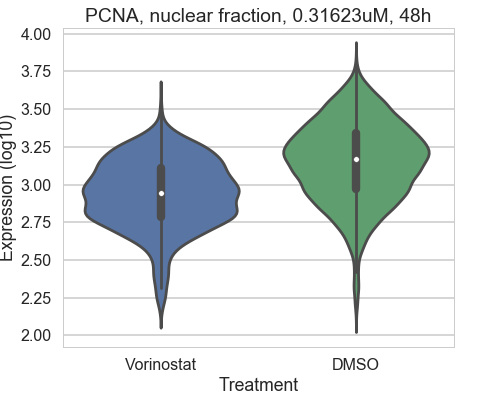 PCNA, nuclear fraction, 0.31623uM, 48h
Expression (log10)
4.00
3.75
3.50
3.25
3.00
2.75
2.50
2.25
2.00
Vorinostat DMSO
Treatment